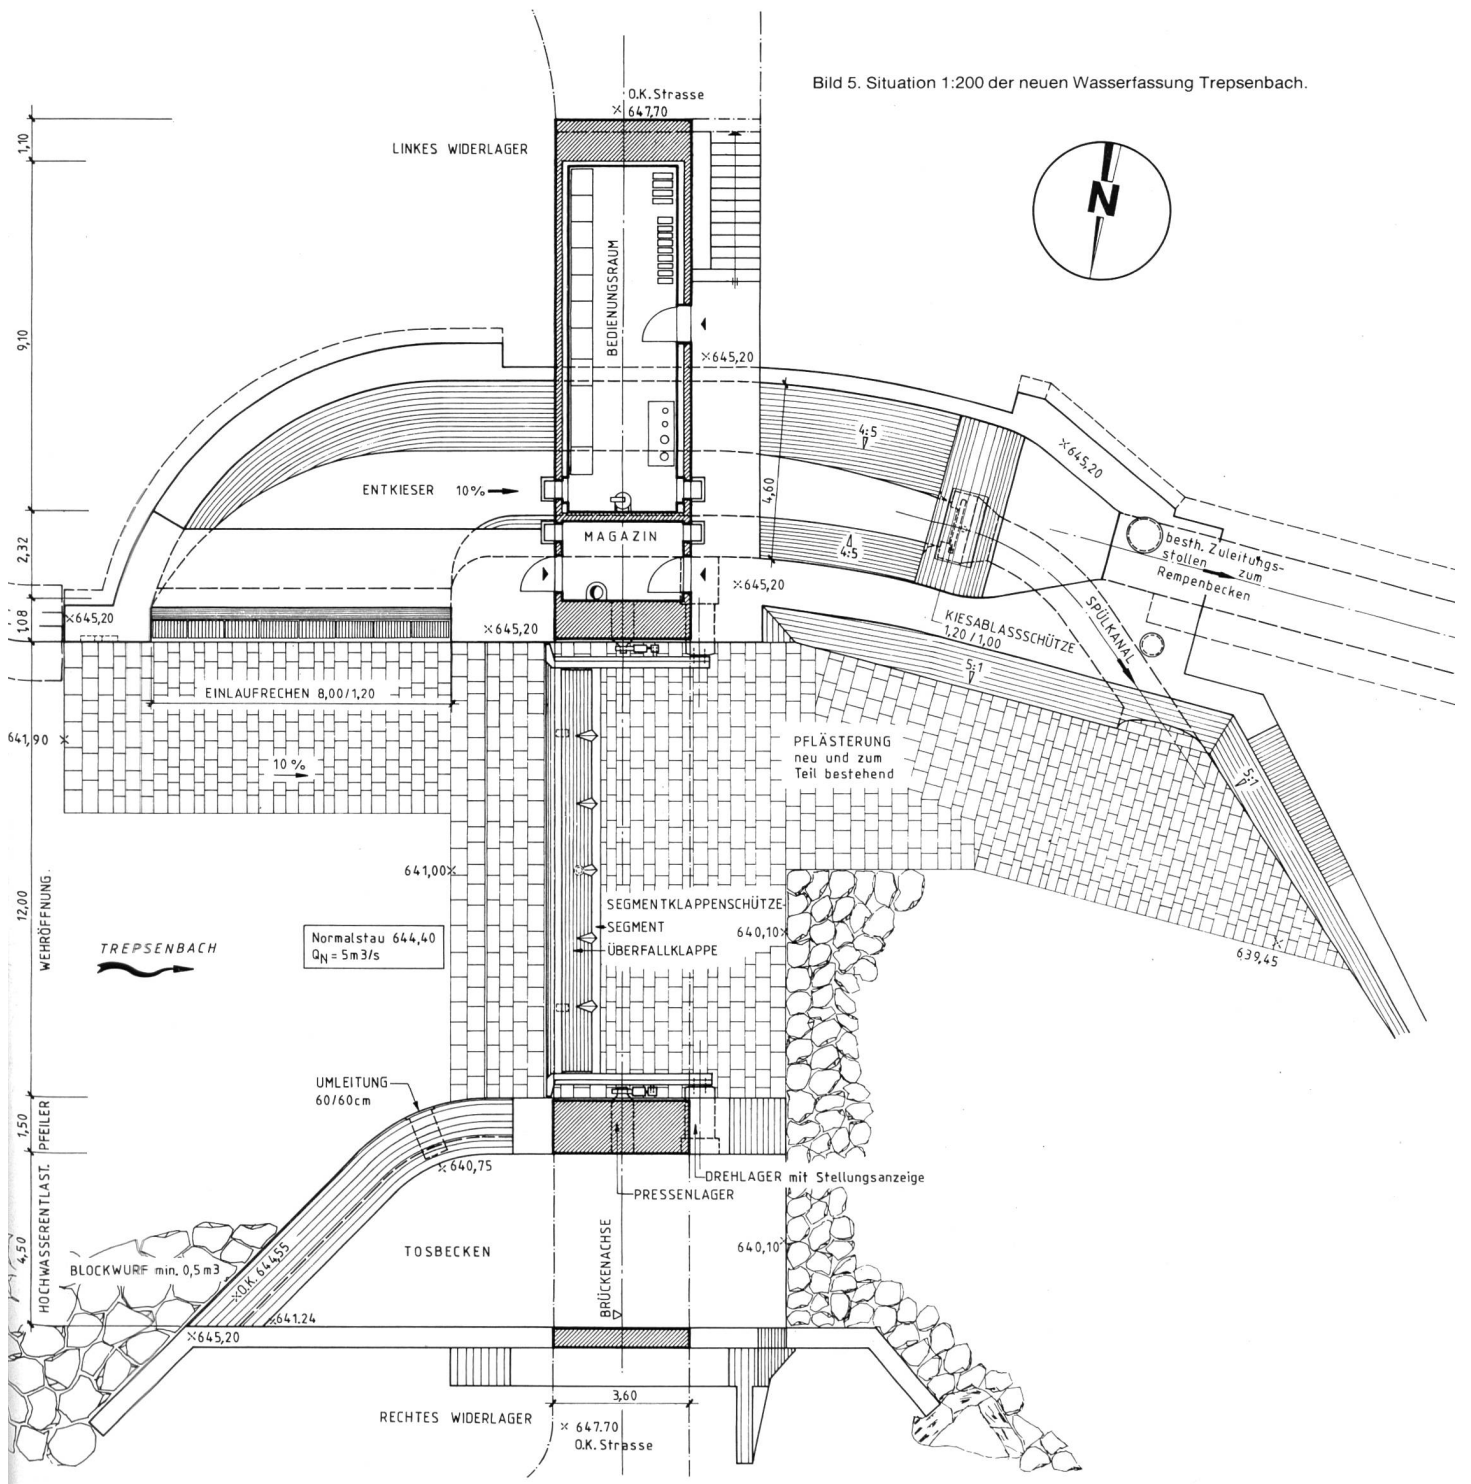 Bild 5. Situation 1:200 der neuen Wasserfassung Trepsenbach.
O.K. Strasse
647,70
LINKES WIDERLAGER
N
1,10
9,10
2,32
1,08
12,00
1,50
4,50
WEHRÖFFNUNG
PFEILER
HOCHWASSERENTLAST.
BEDIENUNGSRAUM
645,20
4:5
645,20
4,60
ENTKIESER 10%
MAGAZIN
4:5
besth. Zuleitungs-
stollen zum
Rempenbecken
645,20
645,20
645,20
KIESABLASSSCHÜTZE
1,20/1,00
SPÜLKANAL
5:1
EINLAUFRECHEN 8,00/1,20
641,90
10%
PFLÄSTERUNG
neu und zum
Teil bestehend
5:1
641,00
SEGMENTKLAPPENSCHÜTZE
SEGMENT
ÜBERFALLKLAPPE
640,10
639,45
Normalstau 644,40
QN = 5m3/s
TREPSENBACH
UMLEITUNG
60/60cm
640,75
DREHLAGER mit Stellungsanzeige
PRESSENLAGER
TOSBECKEN
BRÜCKENACHSE
640,10
BLOCKWURF min. 0,5m3
O.K. 644,55
641.24
645,20
3,60
RECHTES WIDERLAGER
647.70
O.K. Strasse